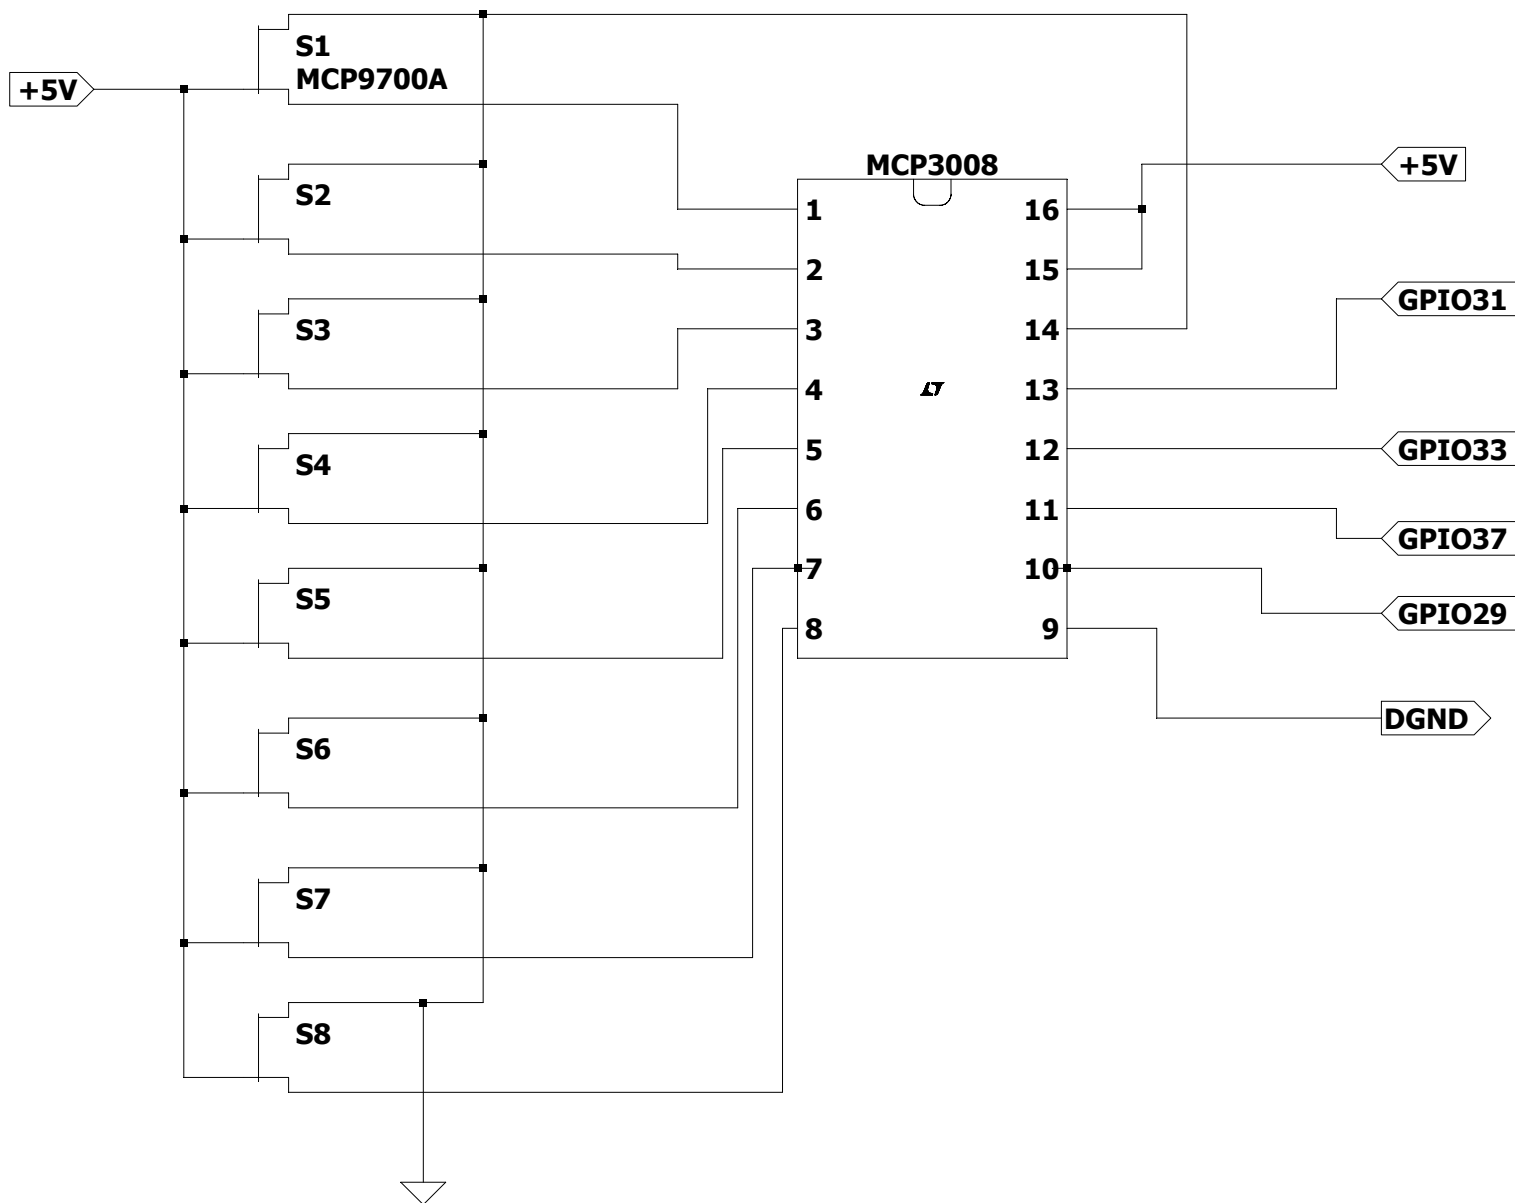 S1
MCP9700A
+5V
S2
S3
S4
S5
S6
S7
S8
MCP3008
1
2
3
4
5
6
7
8
16
15
14
13
12
11
10
9
+5V
GPIO31
GPIO33
GPIO37
GPIO29
DGND